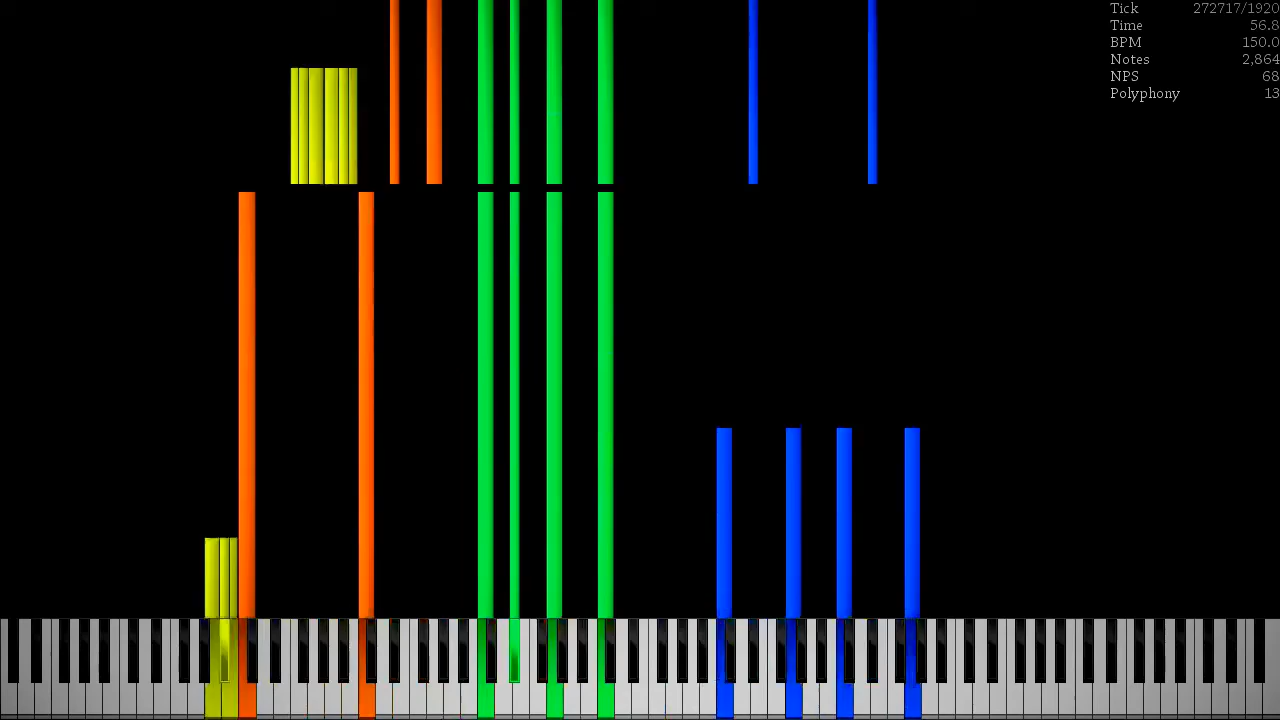 Tick 272717/1920
Time 56.8
BPM 150.0
Notes 2,864
NPS 68
Polyphony 13